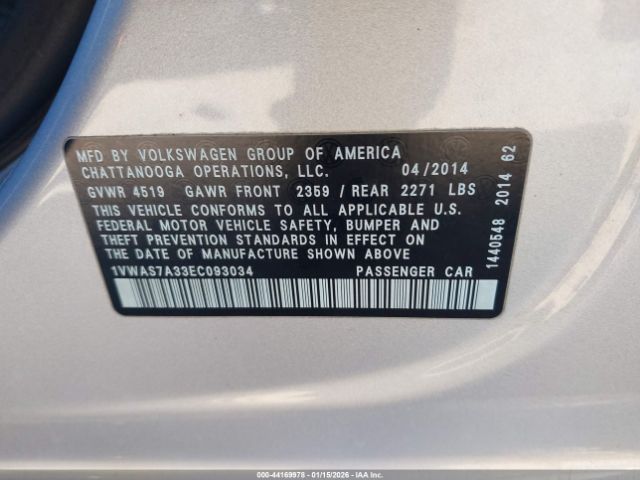 MFD BY VOLKSWAGEN GROUP OF AMERICA
CHATTANOOGA OPERATIONS, LLC. 04/2014
GVWR 4519 GAWR FRONT 2359 / REAR 2271 LBS
THIS VEHICLE CONFORMS TO ALL APPLICABLE U.S.
FEDERAL MOTOR VEHICLE SAFETY, BUMPER AND
THEFT PREVENTION STANDARDS IN EFFECT ON
THE DATE OF MANUFACTURE SHOWN ABOVE
1VWAS7A33EC093034 PASSENGER CAR
1440548 2014 62
000-44169978 - 01/15/2026 - IAAI.CA